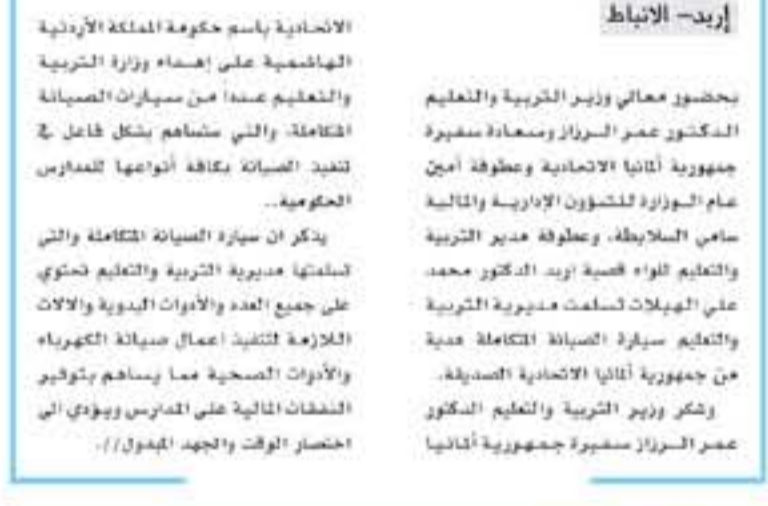 إربد– الانباط
بحضور معالي وزير التربية والتعليم
الدكتور عمر الرزاز وسعادة سفيرة
جمهورية ألمانيا الاتحادية وعطوفة أمين
عام الوزارة للشؤون الإدارية والمالية
سامي السلايطة، وعطوفة مدير التربية
والتعليم للواء قصبة اربد الدكتور محمد
علي الهيلات تسلمت مديرية التربية
والتعليم سيارة الصيانة المتكاملة هدية
من جمهورية ألمانيا الاتحادية الصديقة.
وشكر وزير التربية والتعليم الدكتور
عمر الرزاز سفيرة جمهورية ألمانيا
الاتحادية باسم حكومة المملكة الأردنية
الهاشمية على إهداء وزارة التربية
والتعليم عددا من سيارات الصيانة
المتكاملة، والتي ستساهم بشكل فاعل في
تنفيذ الصيانة بكافة أنواعها للمدارس
الحكومية..
يذكر ان سيارة الصيانة المتكاملة والتي
تسلمتها مديرية التربية والتعليم تحتوي
على جميع العدد والأدوات اليدوية والالات
اللازمة لتنفيذ اعمال صيانة الكهرباء
والأدوات الصحية مما يساهم بتوفير
النفقات المالية على المدارس ويؤدي الى
اختصار الوقت والجهد المبذول//.